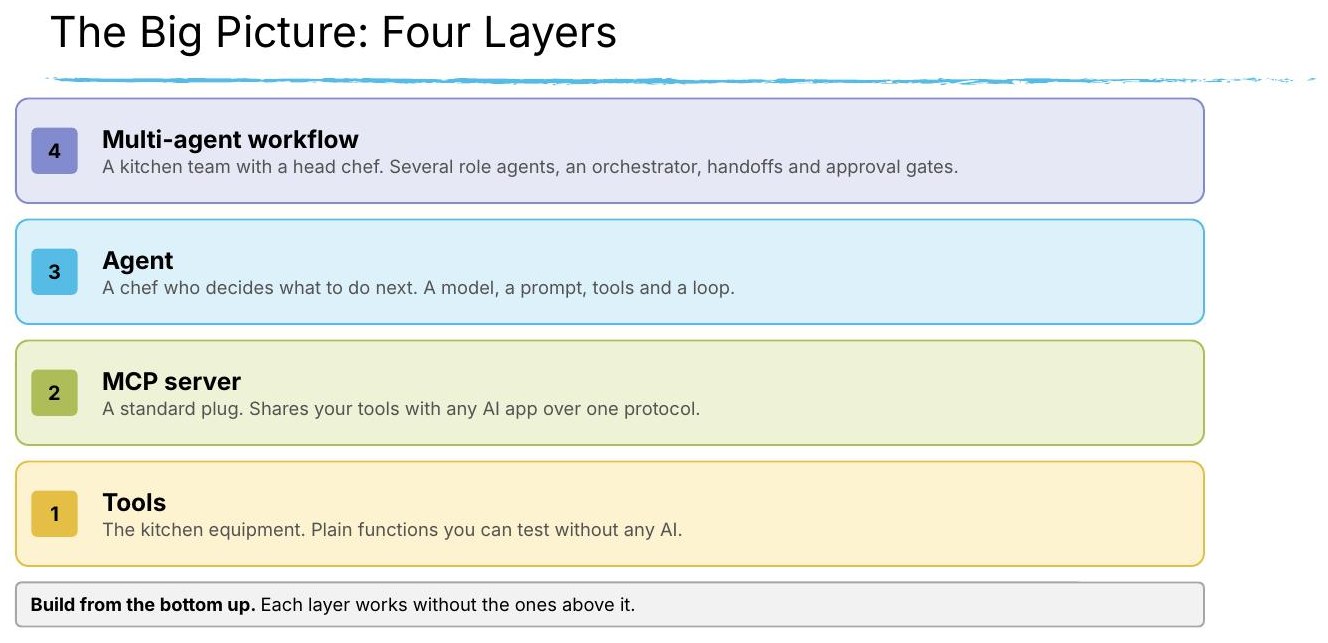 The Big Picture: Four Layers
4
Multi-agent workflow
A kitchen team with a head chef. Several role agents, an orchestrator, handoffs and approval gates.
3
Agent
A chef who decides what to do next. A model, a prompt, tools and a loop.
2
MCP server
A standard plug. Shares your tools with any AI app over one protocol.
1
Tools
The kitchen equipment. Plain functions you can test without any AI.
Build from the bottom up. Each layer works without the ones above it.